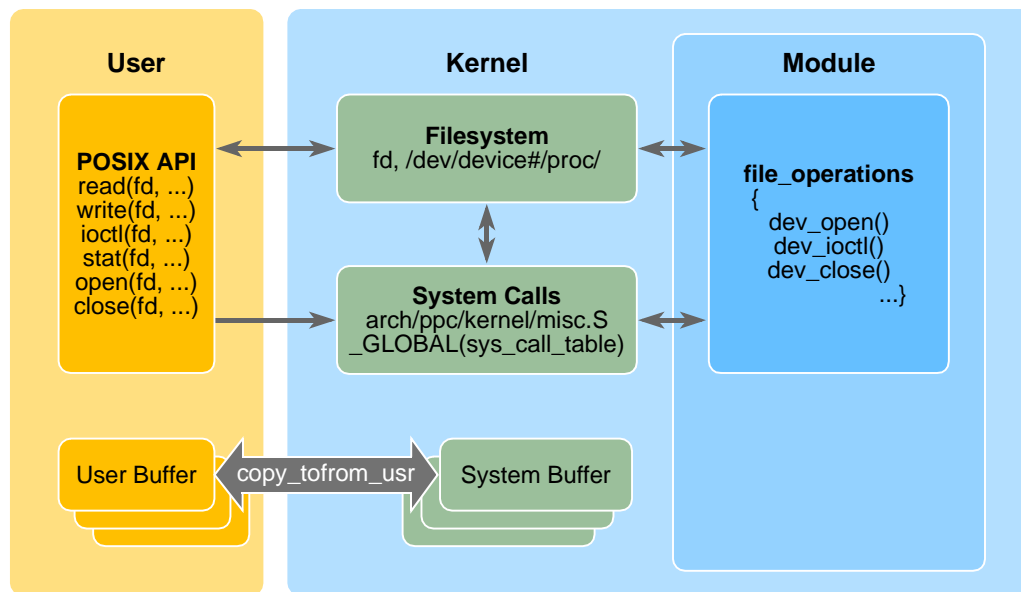 User
Kernel
Module
POSIX API
read(fd, ...)
write(fd, ...)
ioctl(fd, ...)
stat(fd, ...)
open(fd, ...)
close(fd, ...)
Filesystem
fd, /dev/device#/proc/
System Calls
arch/ppc/kernel/misc.S
_GLOBAL(sys_call_table)
file_operations
{
dev_open()
dev_ioctl()
dev_close()
...}
User Buffer
copy_tofrom_usr
System Buffer